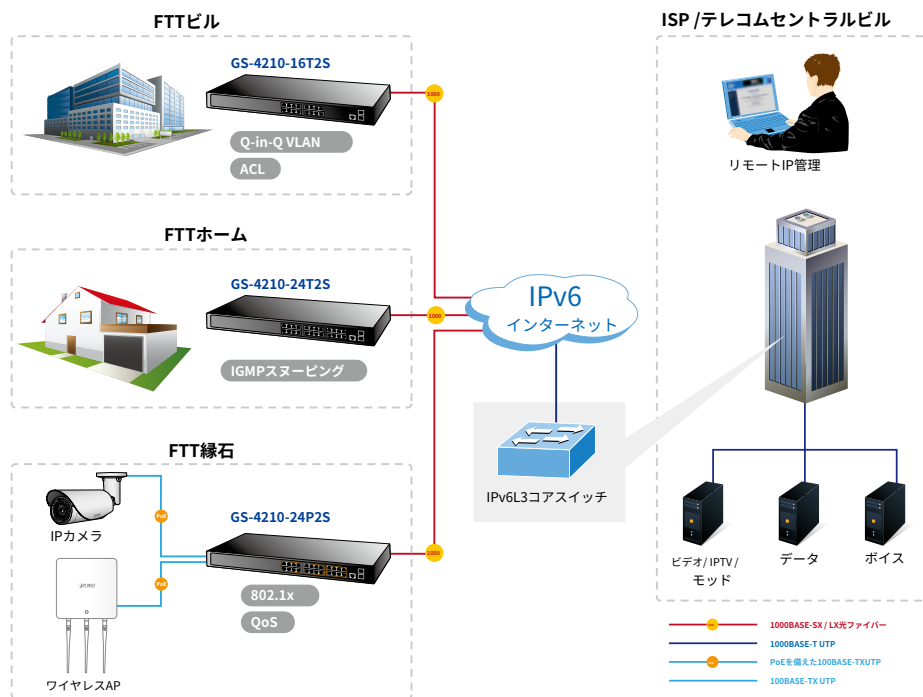 FTTビル
GS-4210-16T2S
1000
Q-in-Q VLAN
ACL
FTTホーム
GS-4210-24T2S
1000
IGMPスヌーピング
FTT縁石
IPカメラ
PoE
GS-4210-24P2S
1000
PoE
802.1x
QoS
PLANET
ワイヤレスAP
IPv6
インターネット
IPv6L3コアスイッチ
ISP /テレコムセントラルビル
リモートIP管理
ビデオ/ IPTV /
モッド
データ
ボイス
1000BASE-SX / LX光ファイバー
1000BASE-T UTP
PoEを備えた100BASE-TXUTP
100BASE-TX UTP